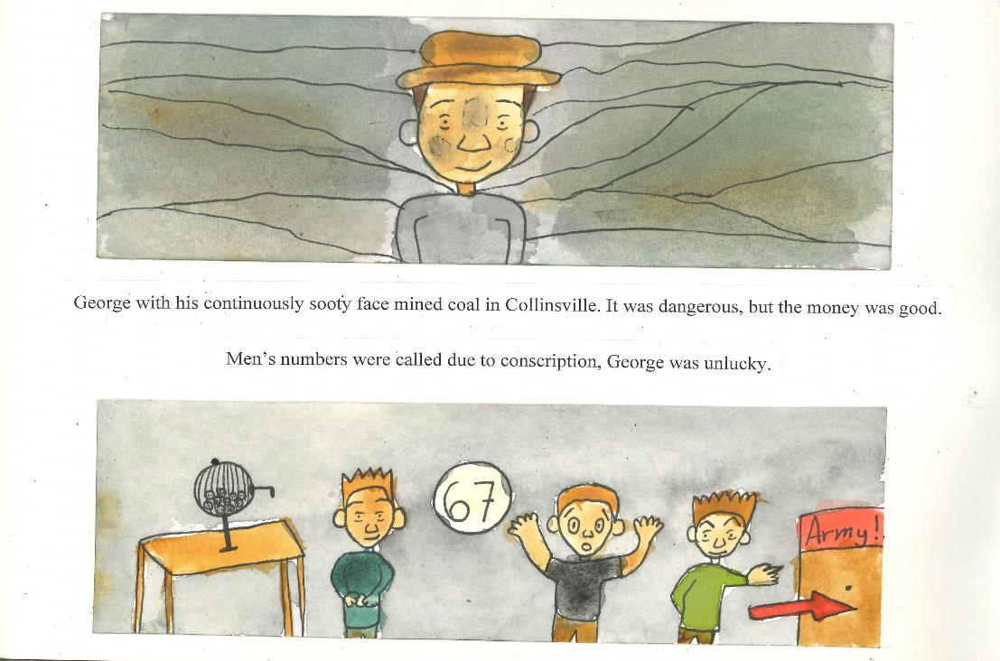 George with his continuously sooty face mined coal in Collinsville. It was dangerous, but the money was good.
Men’s numbers were called due to conscription, George was unlucky.
67
Army!